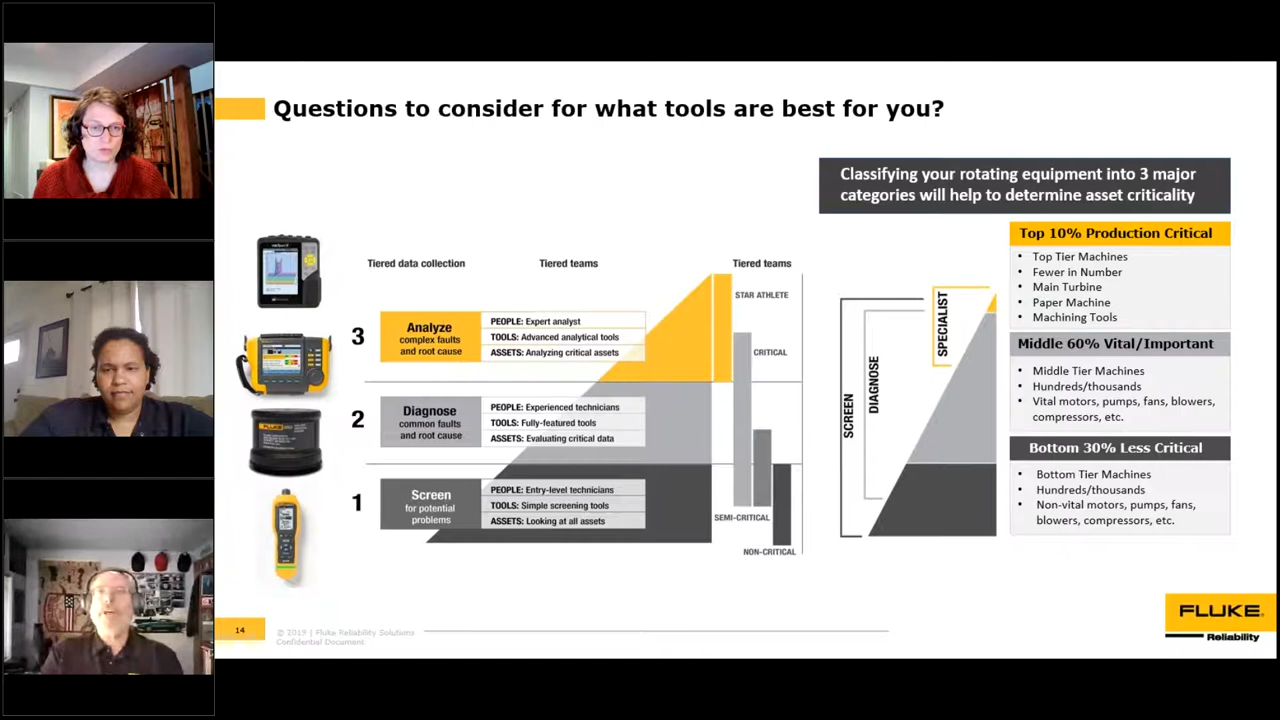 Questions to consider for what tools are best for you?
Classifying your rotating equipment into 3 major
categories will help to determine asset criticality
Tiered data collection
Tiered teams
Tiered teams
3
Analyze
complex faults
and root cause
PEOPLE: Expert analyst
TOOLS: Advanced analytical tools
ASSETS: Analyzing critical assets
2
Diagnose
common faults
and root cause
PEOPLE: Experienced technicians
TOOLS: Fully-featured tools
ASSETS: Evaluating critical data
1
Screen
for potential
problems
PEOPLE: Entry-level technicians
TOOLS: Simple screening tools
ASSETS: Looking at all assets
STAR ATHLETE
CRITICAL
SEMI-CRITICAL
NON-CRITICAL
SCREEN
DIAGNOSE
SPECIALIST
Top 10% Production Critical
• Top Tier Machines
• Fewer in Number
• Main Turbine
• Paper Machine
• Machining Tools
Middle 60% Vital/Important
• Middle Tier Machines
• Hundreds/thousands
• Vital motors, pumps, fans, blowers,
compressors, etc.
Bottom 30% Less Critical
• Bottom Tier Machines
• Hundreds/thousands
• Non-vital motors, pumps, fans,
blowers, compressors, etc.
FLUKE
14
© 2019 | Fluke Reliability Solutions
Confidential Document
FLUKE®
Reliability